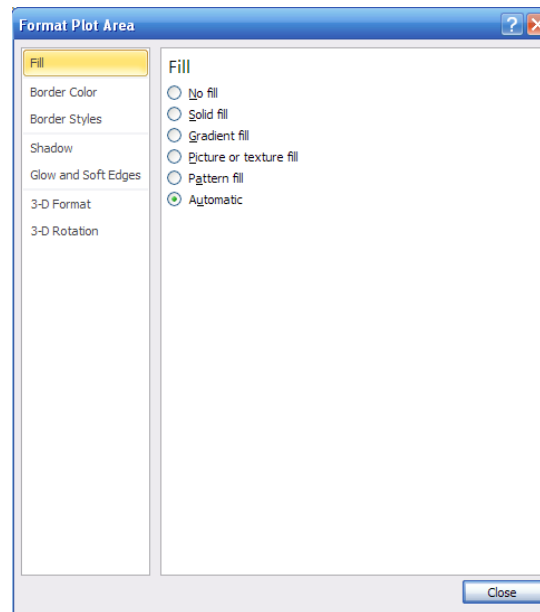 Format Plot Area
Fill
Border Color
Border Styles
Shadow
Glow and Soft Edges
3-D Format
3-D Rotation
Fill
No fill
Solid fill
Gradient fill
Picture or texture fill
Pattern fill
Automatic
Close